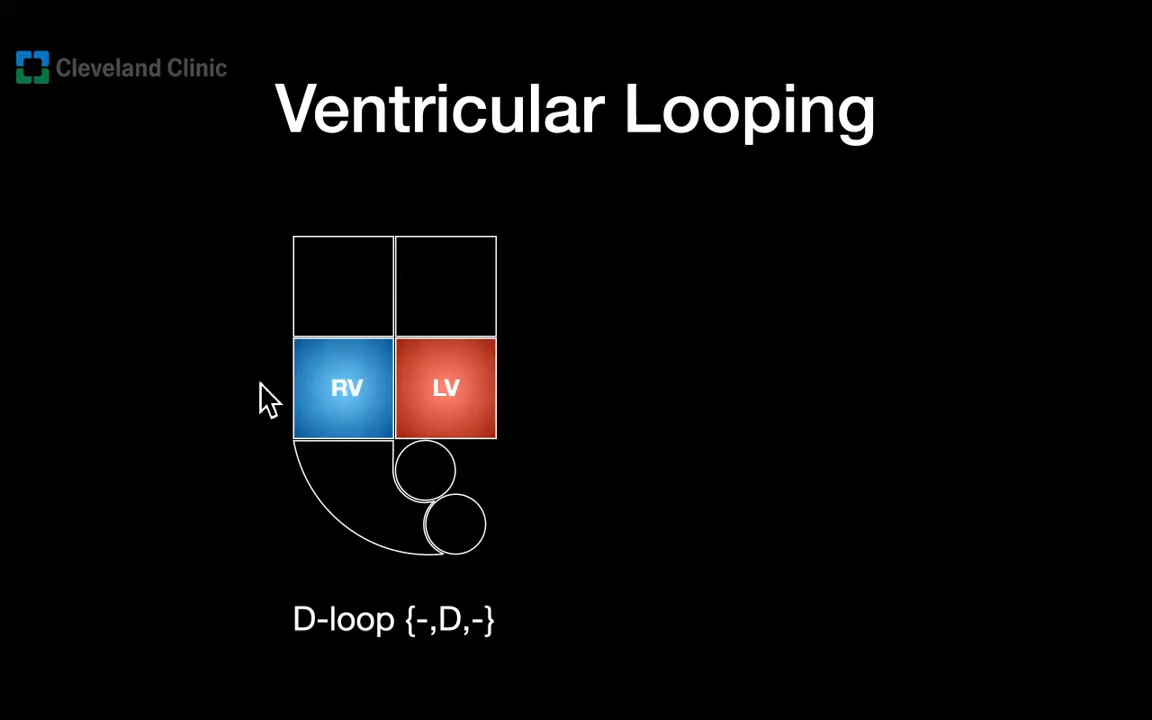 Cleveland Clinic
Ventricular Looping
RV LV
D-loop {-,D,-}